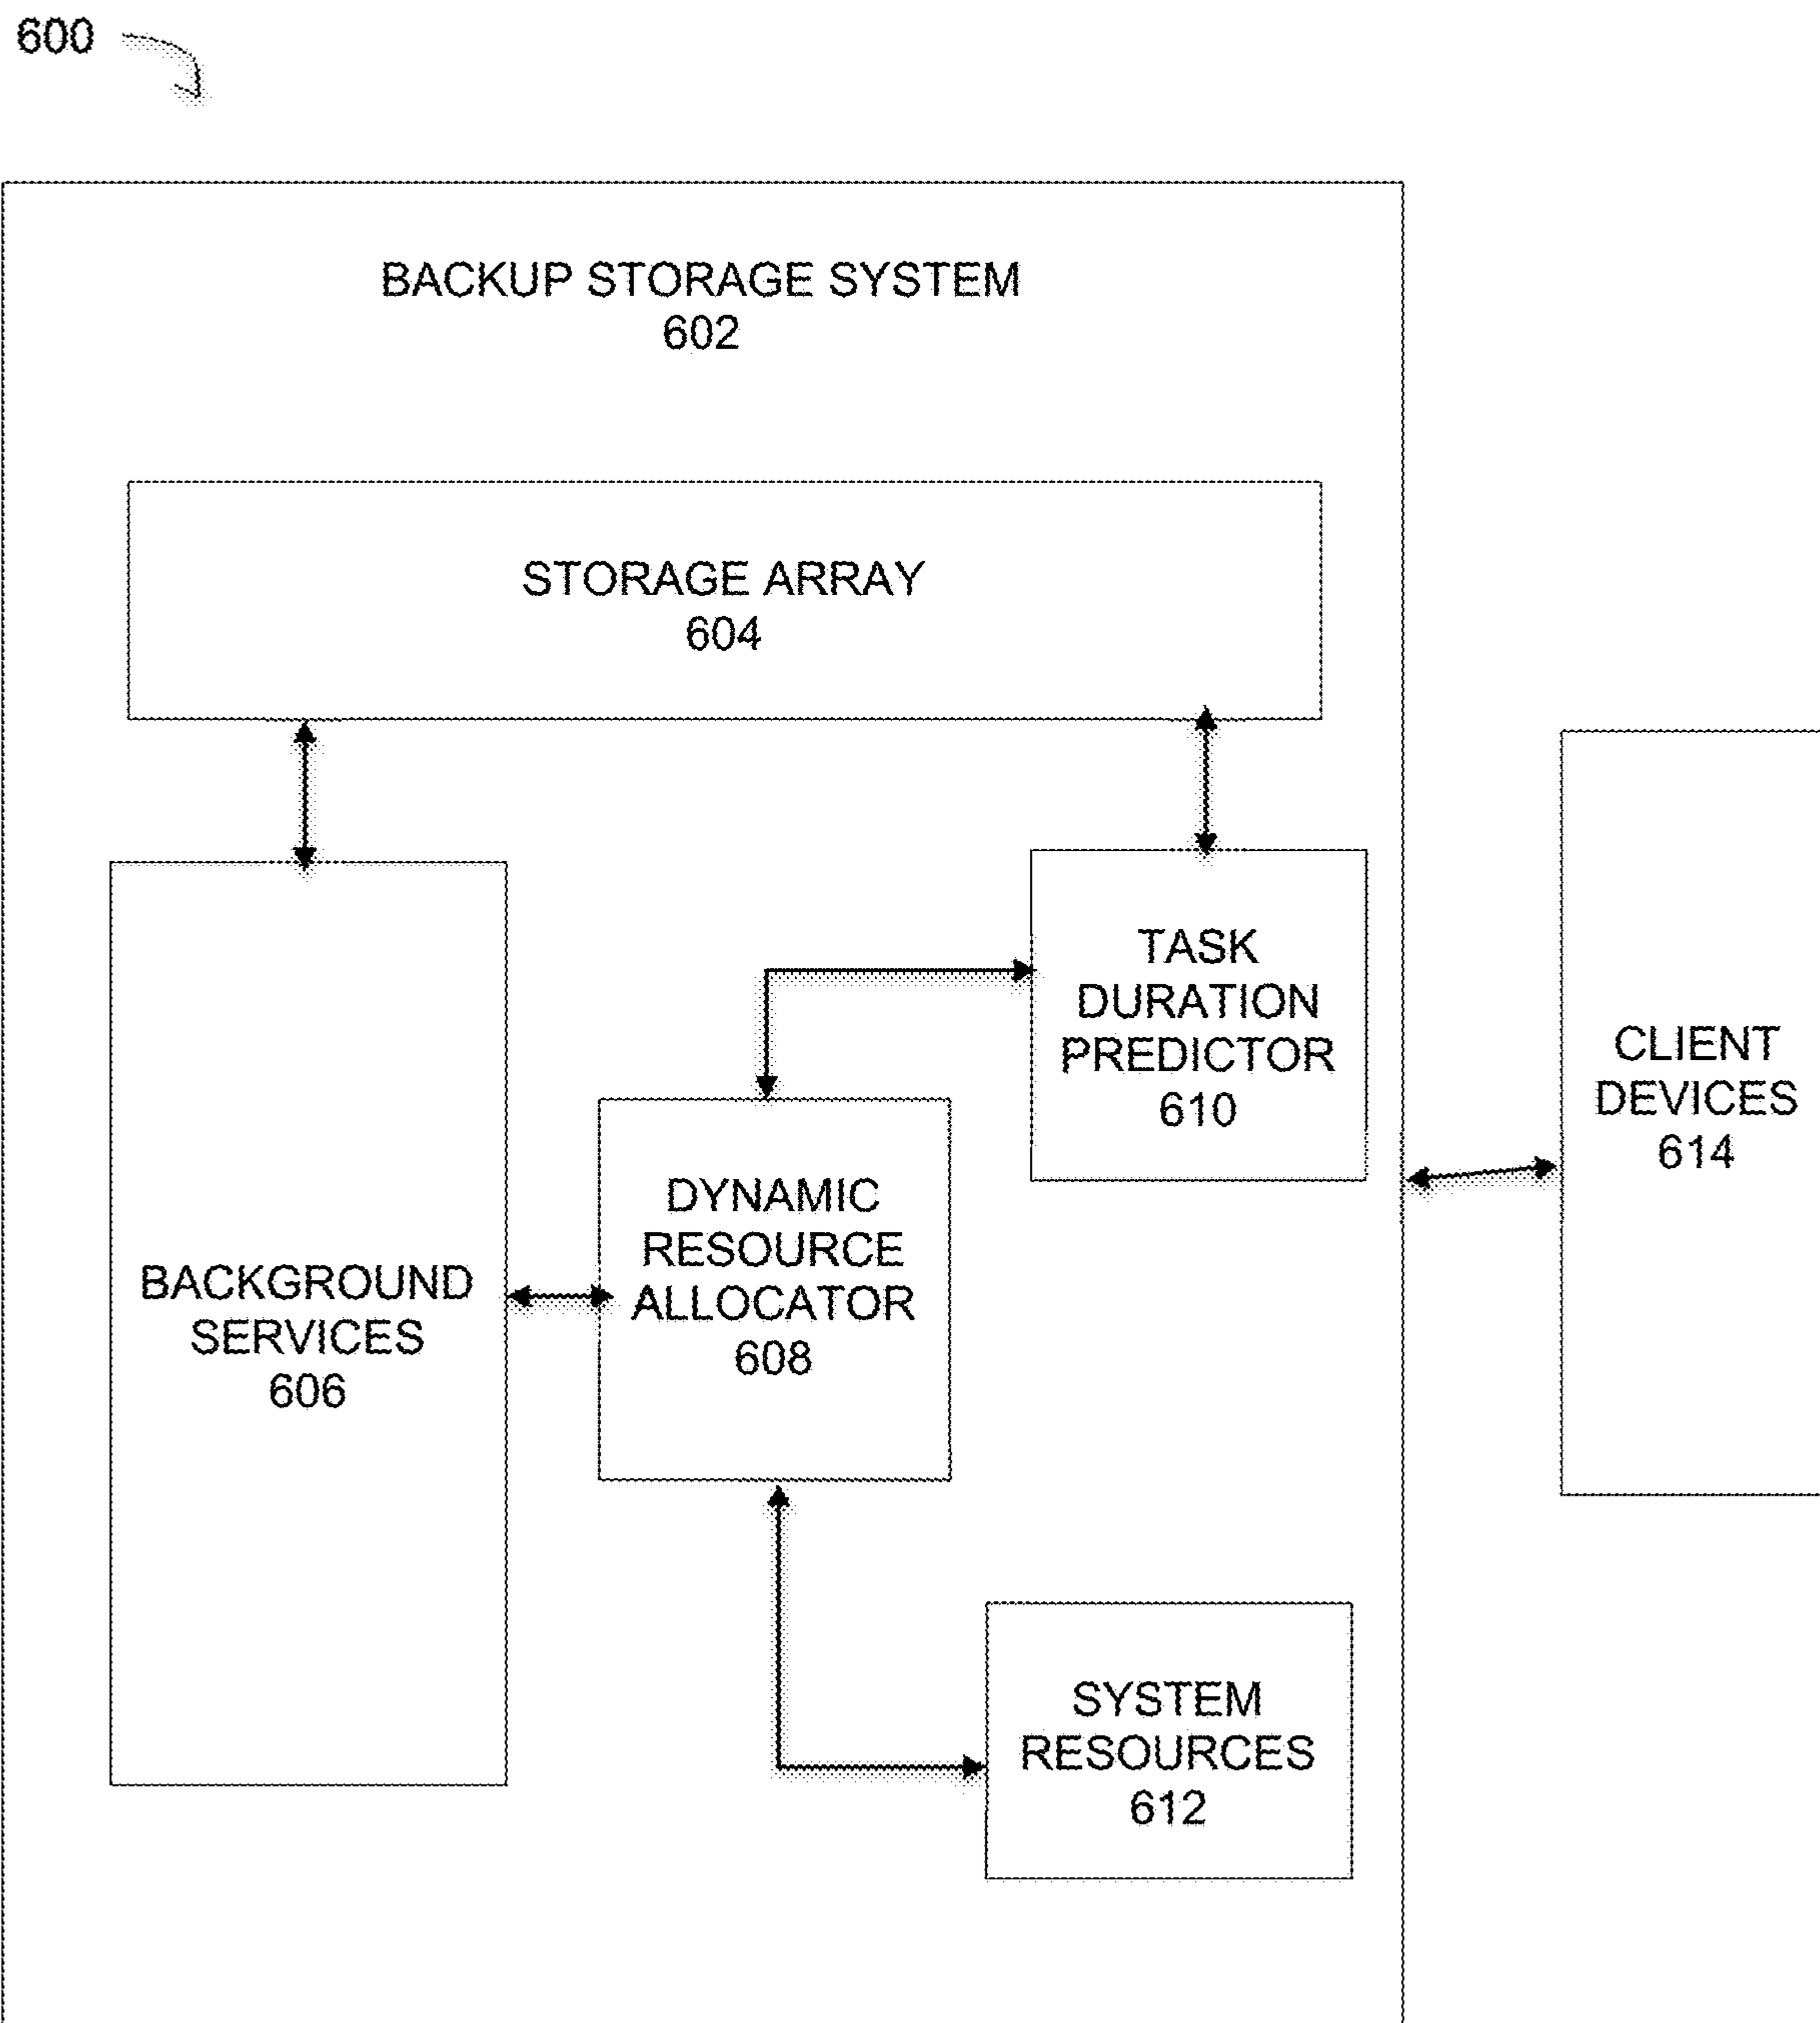 600
BACKUP STORAGE SYSTEM
602
STORAGE ARRAY
604
TASK
DURATION
PREDICTOR
610
CLIENT
DEVICES
614
DYNAMIC
RESOURCE
ALLOCATOR
608
BACKGROUND
SERVICES
606
SYSTEM
RESOURCES
612